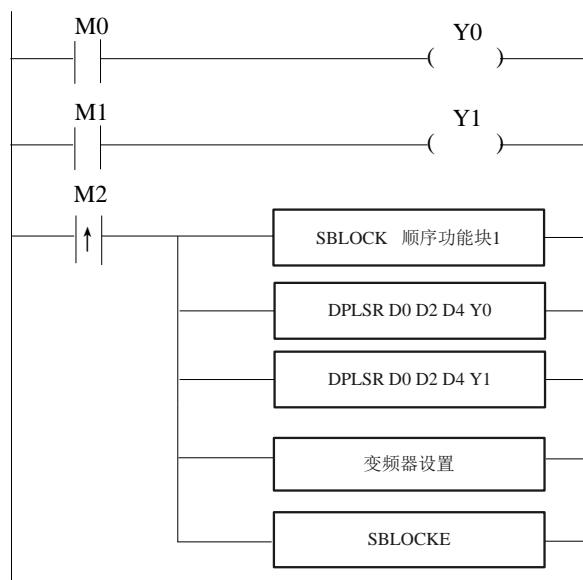 M0
Y0
( )
M1
Y1
( )
M2
SBLOCK 顺序功能块1
DPLSR D0 D2 D4 Y0
DPLSR D0 D2 D4 Y1
变频器设置
SBLOCKE